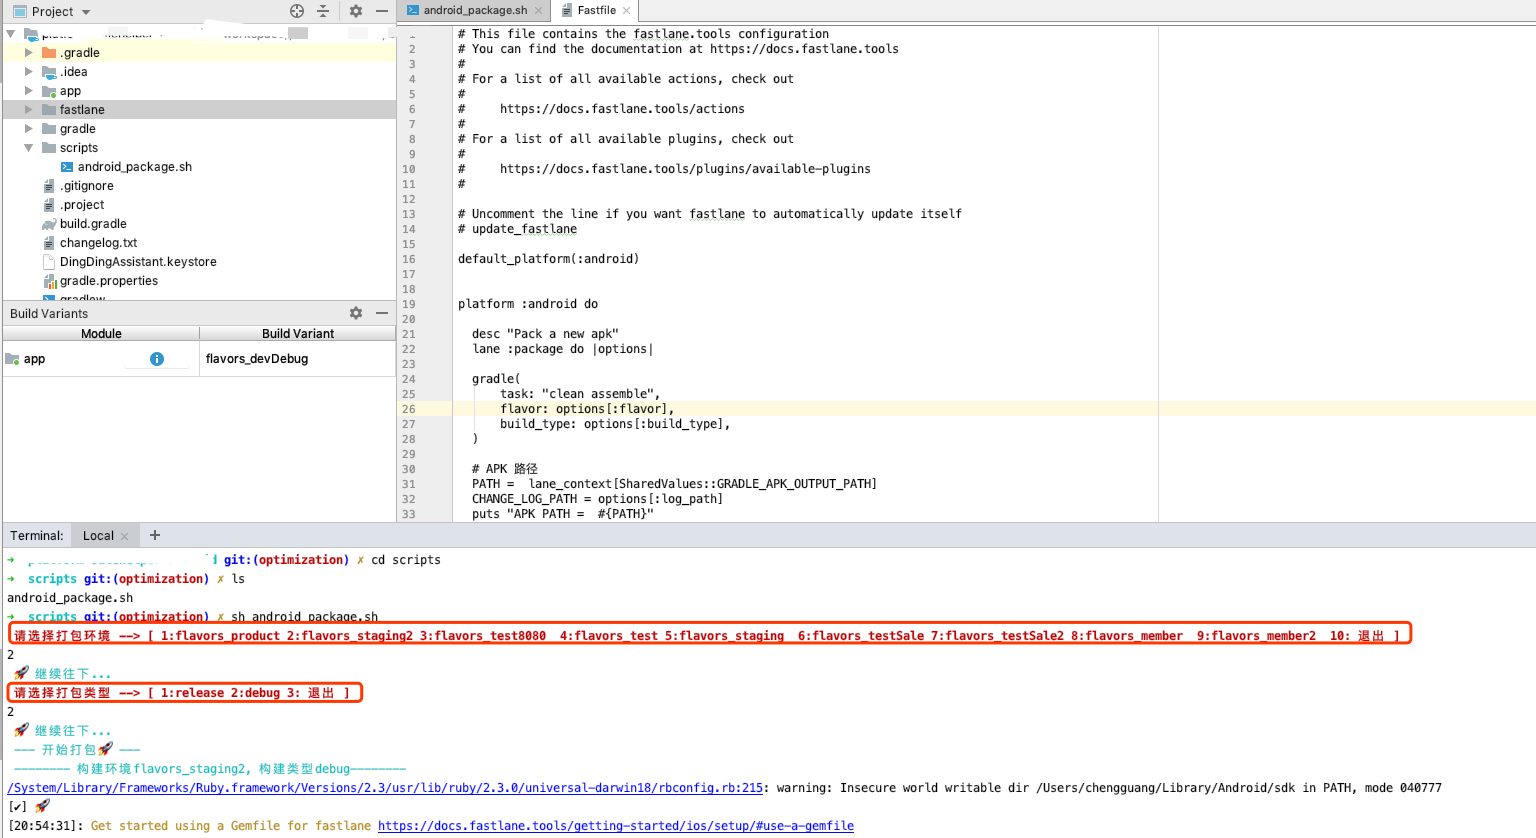 Project
.gradle
.idea
app
fastlane
gradle
scripts
android_package.sh
.gitignore
.project
build.gradle
changelog.txt
DingDingAssistant.keystore
gradle.properties
gradlew
Build Variants
Module Build Variant
app flavors_devDebug
android_package.sh Fastfile
1 # This file contains the fastlane.tools configuration
2 # You can find the documentation at https://docs.fastlane.tools
3 #
4 # For a list of all available actions, check out
5 #
6 #     https://docs.fastlane.tools/actions
7 #
8 # For a list of all available plugins, check out
9 #
10 #     https://docs.fastlane.tools/plugins/available-plugins
11 #
12
13 # Uncomment the line if you want fastlane to automatically update itself
14 # update_fastlane
15
16 default_platform(:android)
17
18
19 platform :android do
20
21   desc "Pack a new apk"
22   lane :package do |options|
23
24   gradle(
25       task: "clean assemble",
26       flavor: options[:flavor],
27       build_type: options[:build_type],
28   )
29
30   # APK 路径
31   PATH =  lane_context[SharedValues::GRADLE_APK_OUTPUT_PATH]
32   CHANGE_LOG_PATH = options[:log_path]
33   puts "APK PATH =  #{PATH}"
Terminal: Local × +
git:(optimization) ✗ cd scripts
➜  scripts git:(optimization) ✗ ls
android_package.sh
➜  scripts git:(optimization) ✗ sh android_package.sh
请选择打包环境 --> [ 1:flavors_product 2:flavors_staging2 3:flavors_test8080  4:flavors_test 5:flavors_staging  6:flavors_testSale 7:flavors_testSale2 8:flavors_member  9:flavors_member2  10: 退出 ]
2
🚀 继续往下...
请选择打包类型 --> [ 1:release 2:debug 3: 退出 ]
2
🚀 继续往下...
--- 开始打包🚀 ---
-------- 构建环境flavors_staging2, 构建类型debug--------
/System/Library/Frameworks/Ruby.framework/Versions/2.3/usr/lib/ruby/2.3.0/universal-darwin18/rbconfig.rb:215: warning: Insecure world writable dir /Users/chengguang/Library/Android/sdk in PATH, mode 040777
[✔] 🚀
[20:54:31]: Get started using a Gemfile for fastlane https://docs.fastlane.tools/getting-started/ios/setup/#use-a-gemfile